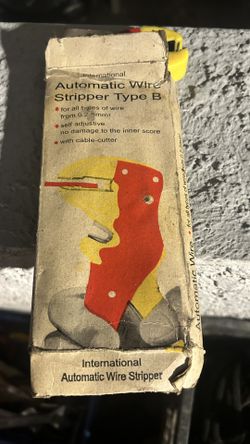 International
Automatic Wire
Stripper Type B
• for all types of wire
from 0,2-6mm²
• self adjustive
no damage to the inner score
• with cable-cutter
International
Automatic Wire Stripper
Automatic Wire